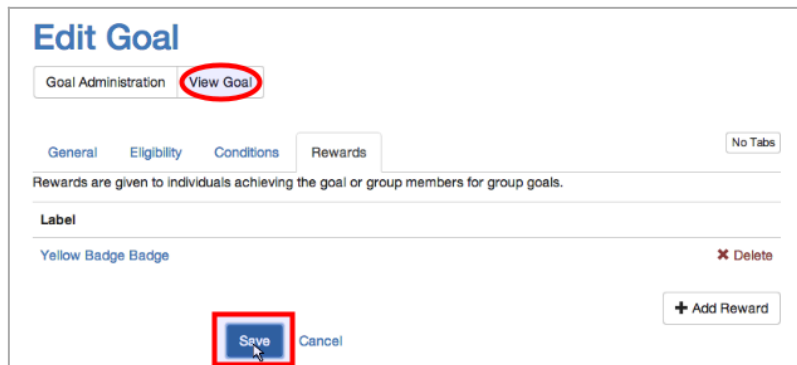 Edit Goal
Goal Administration View Goal
General Eligibility Conditions Rewards No Tabs
Rewards are given to individuals achieving the goal or group members for group goals.
Label
Yellow Badge Badge ✖ Delete
+ Add Reward
Save Cancel